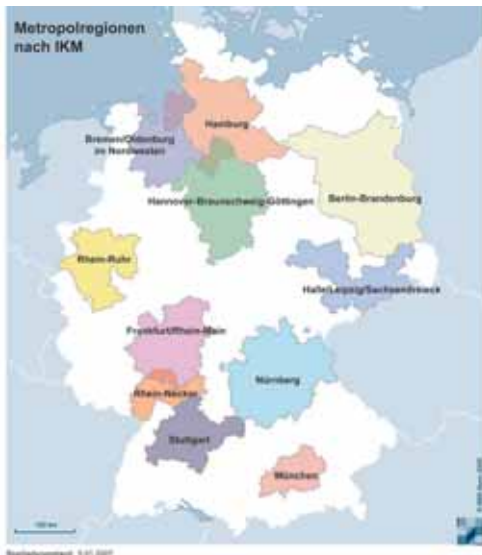 Metropolregionen
nach IKM
Hamburg
Bremen/Oldenburg
im Nordwesten
Hannover-Braunschweig-Göttingen
Berlin-Brandenburg
Rhein-Ruhr
Halle/Leipzig/Sachsendreieck
Frankfurt/Rhein-Main
Rhein-Neckar
Nürnberg
Stuttgart
München
100 km